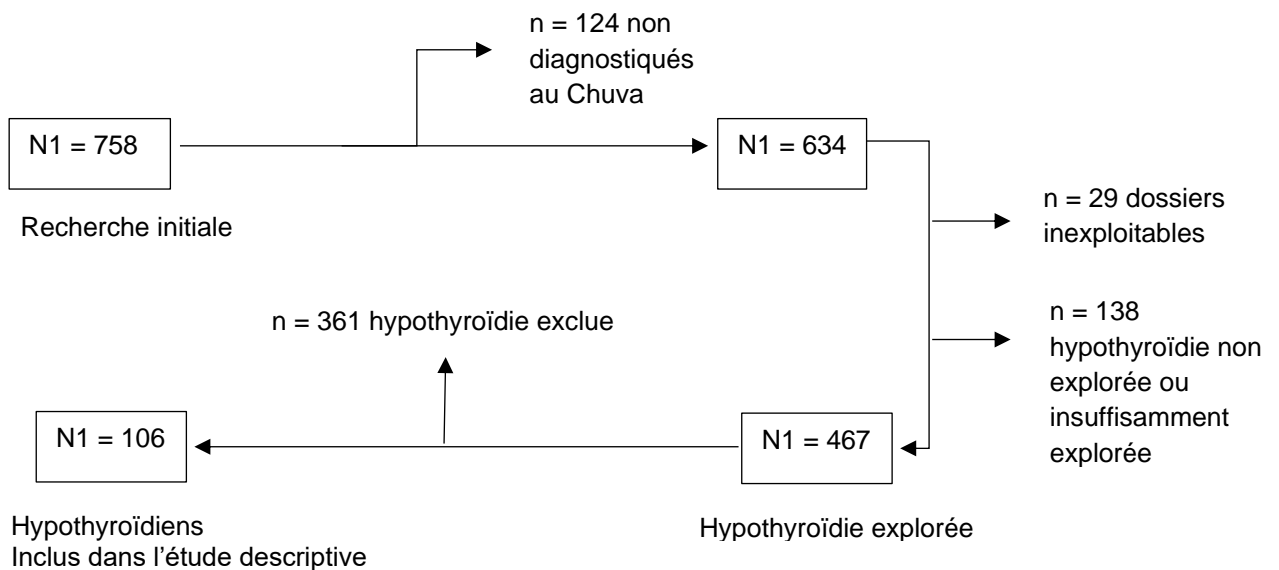 n = 124 non
diagnostiqués
au Chuva
N1 = 758
N1 = 634
Recherche initiale
n = 29 dossiers
inexploitables
n = 361 hypothyroïdie exclue
n = 138
hypothyroïdie non
explorée ou
insuffisamment
explorée
N1 = 106
N1 = 467
Hypothyroïdiens
Inclus dans l’étude descriptive
Hypothyroïdie explorée